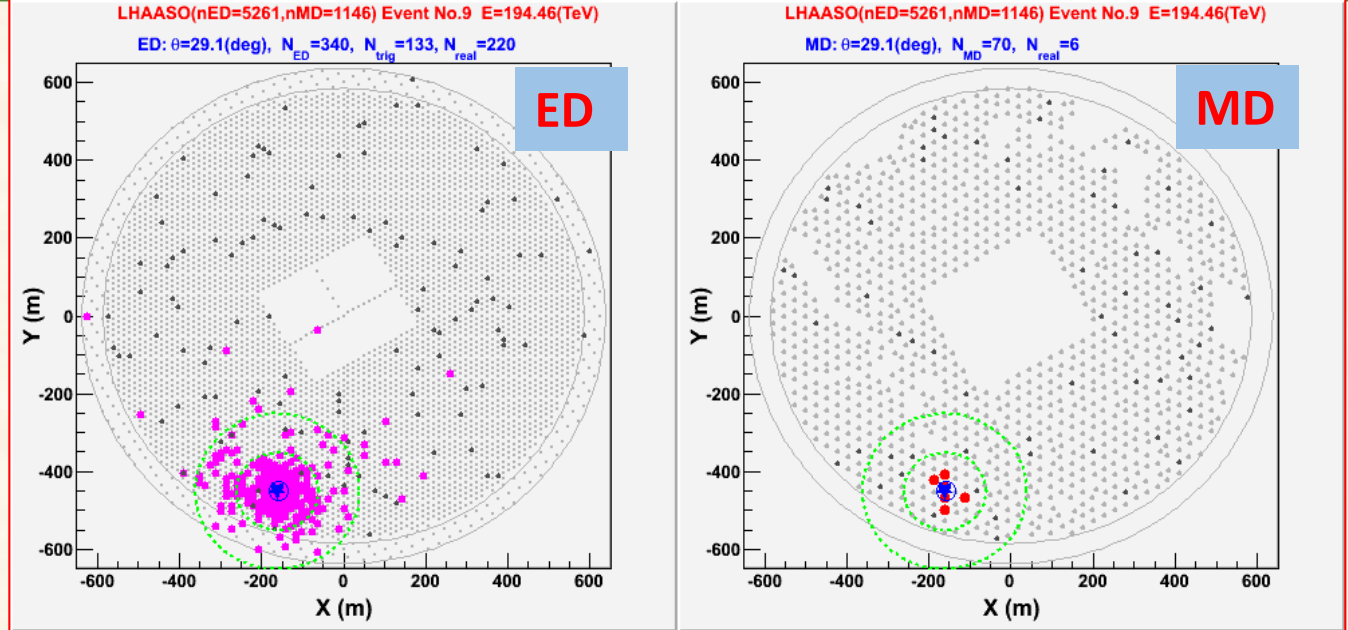 LHAASO(nED=5261,nMD=1146) Event No.9 E=194.46(TeV)
ED: θ=29.1(deg), N_ED=340, N_trig=133, N_real=220
ED
600
400
200
0
-200
-400
-600
Y (m)
-600 -400 -200 0 200 400 600
X (m)
LHAASO(nED=5261,nMD=1146) Event No.9 E=194.46(TeV)
MD: θ=29.1(deg), N_MD=70, N_real=6
MD
600
400
200
0
-200
-400
-600
Y (m)
-600 -400 -200 0 200 400 600
X (m)